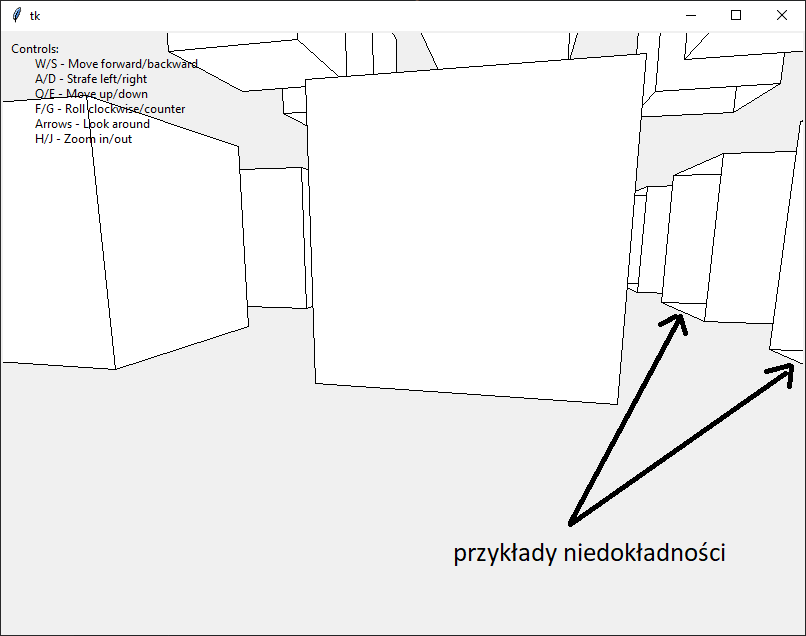 tk
Controls:
W/S - Move forward/backward
A/D - Strafe left/right
Q/E - Move up/down
F/G - Roll clockwise/counter
Arrows - Look around
H/J - Zoom in/out
przykłady niedokładności